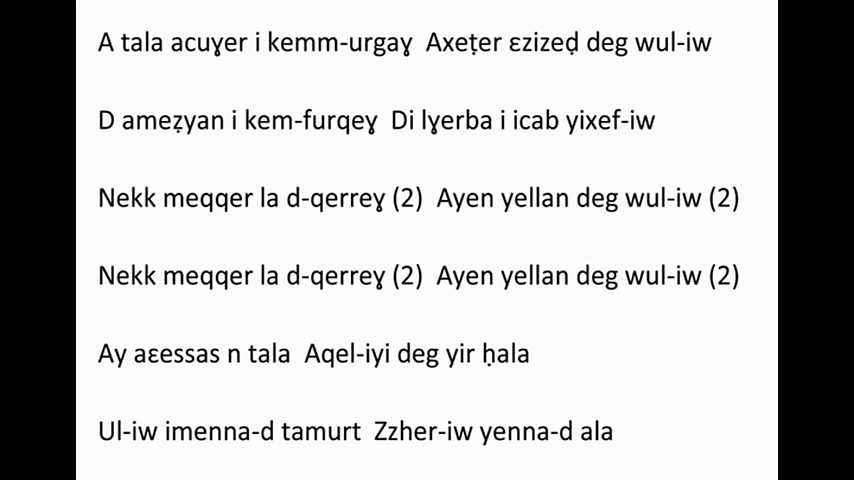 A tala acuɣer i kemm-urgaɣ Axeṭer ɛzizeḍ deg wul-iw
D ameẓyan i kem-furqeɣ Di lɣerba i icab yixef-iw
Nekk meqqer la d-qerreɣ (2) Ayen yellan deg wul-iw (2)
Nekk meqqer la d-qerreɣ (2) Ayen yellan deg wul-iw (2)
Ay aɛessas n tala Aqel-iyi deg yir ḥala
Ul-iw imenna-d tamurt Zzher-iw yenna-d ala